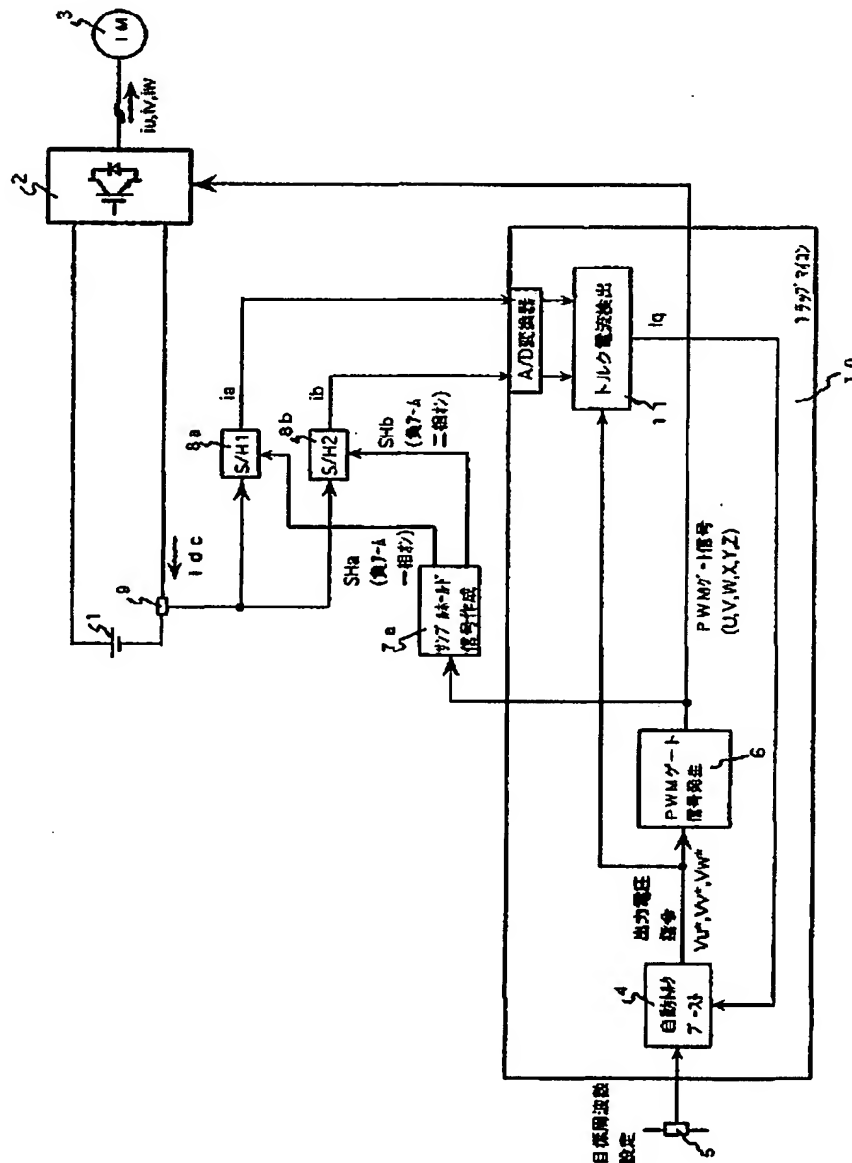 3
IM
iu,iv,iw
2
1
9
Idc
8a
S/H1
ia
8b
S/H2
ib
SHa
(負アーム
一相オン)
SHb
(負アーム
二相オン)
サンプルホールド
信号作成
7a
A/D変換器
トルク電流検出
11
Iq
1チップマイコン
10
PWMゲート信号
(U,V,W,X,Y,Z)
PWMゲート
信号発生
6
出力電圧
指令
Vu*,Vv*,Vw*
4
自動トルク
ブースト
目標周波数
設定
5